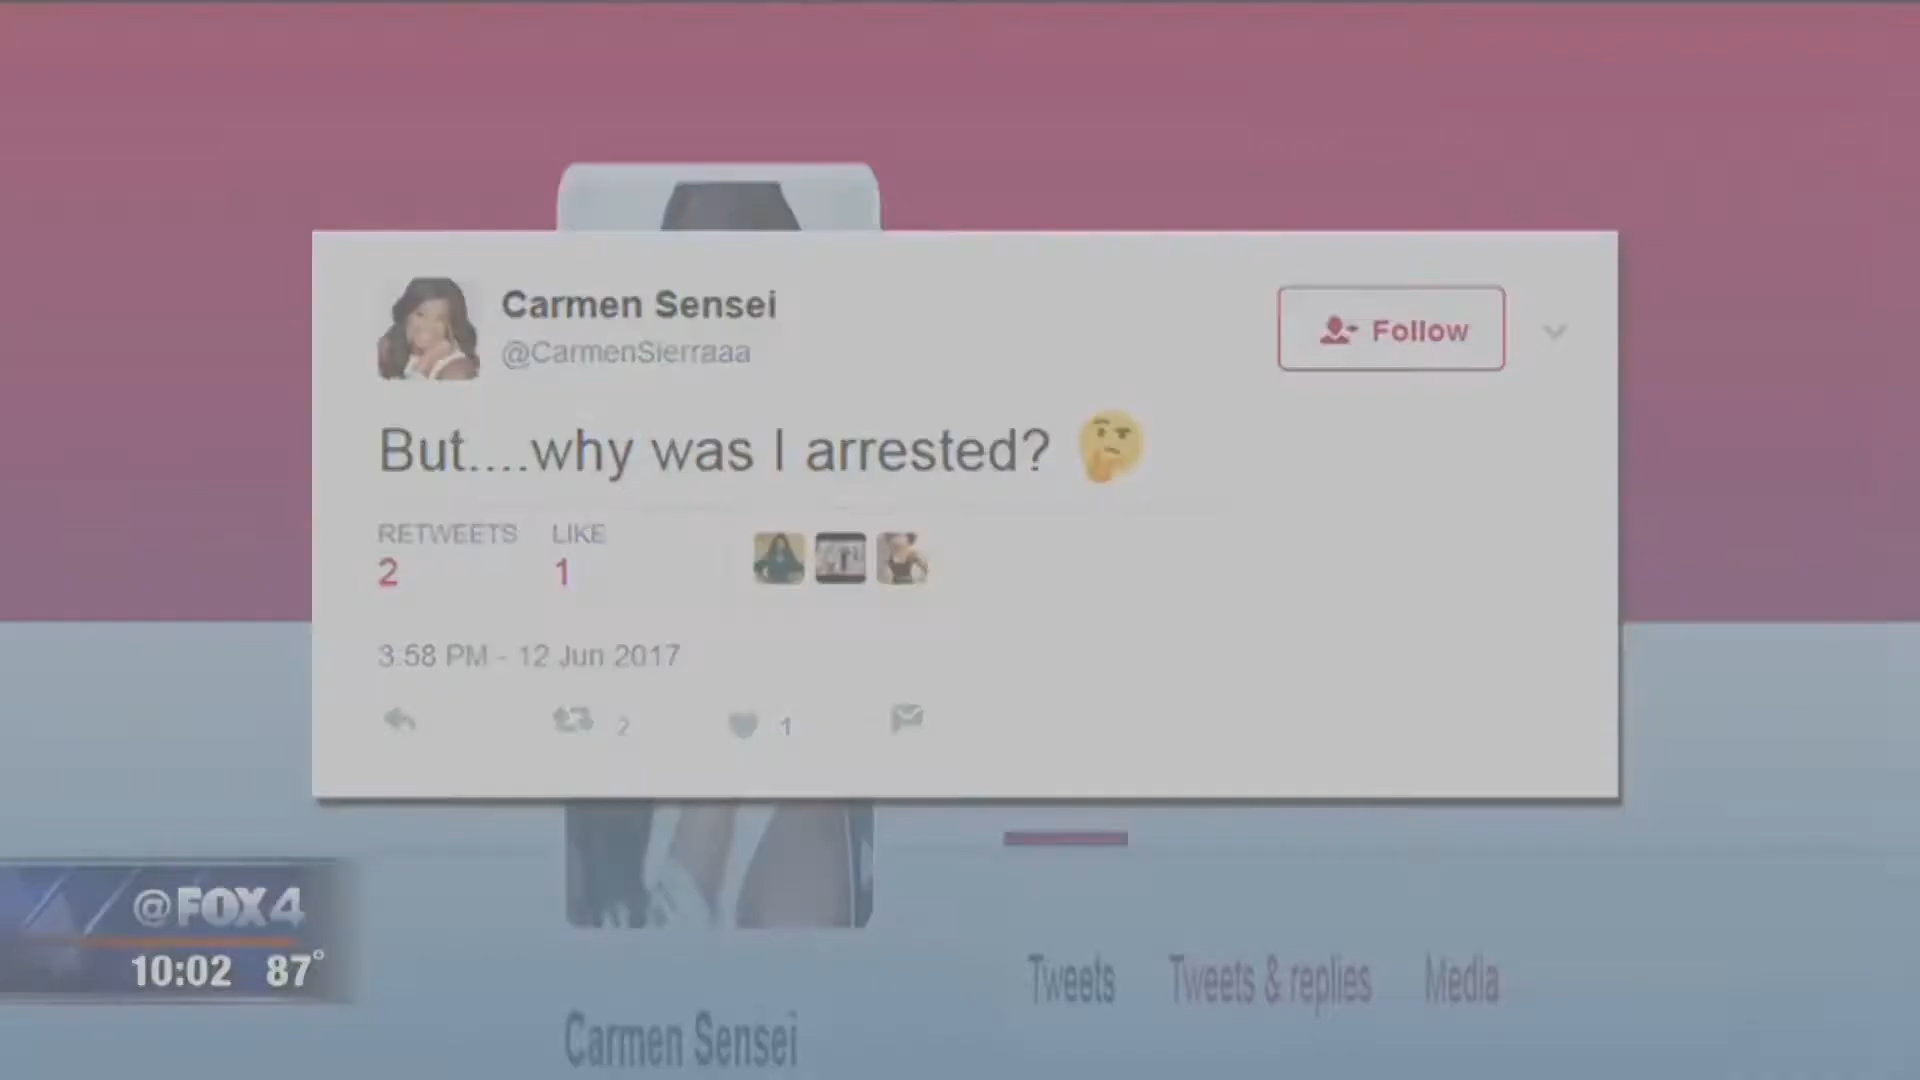 Carmen Sensei
@CarmenSierraaa
Follow
But....why was I arrested? 🤔
RETWEETS LIKE
2 1
3:58 PM - 12 Jun 2017
2 1
@FOX4
10:02 87°
Tweets Tweets & replies Media
Carmen Sensei